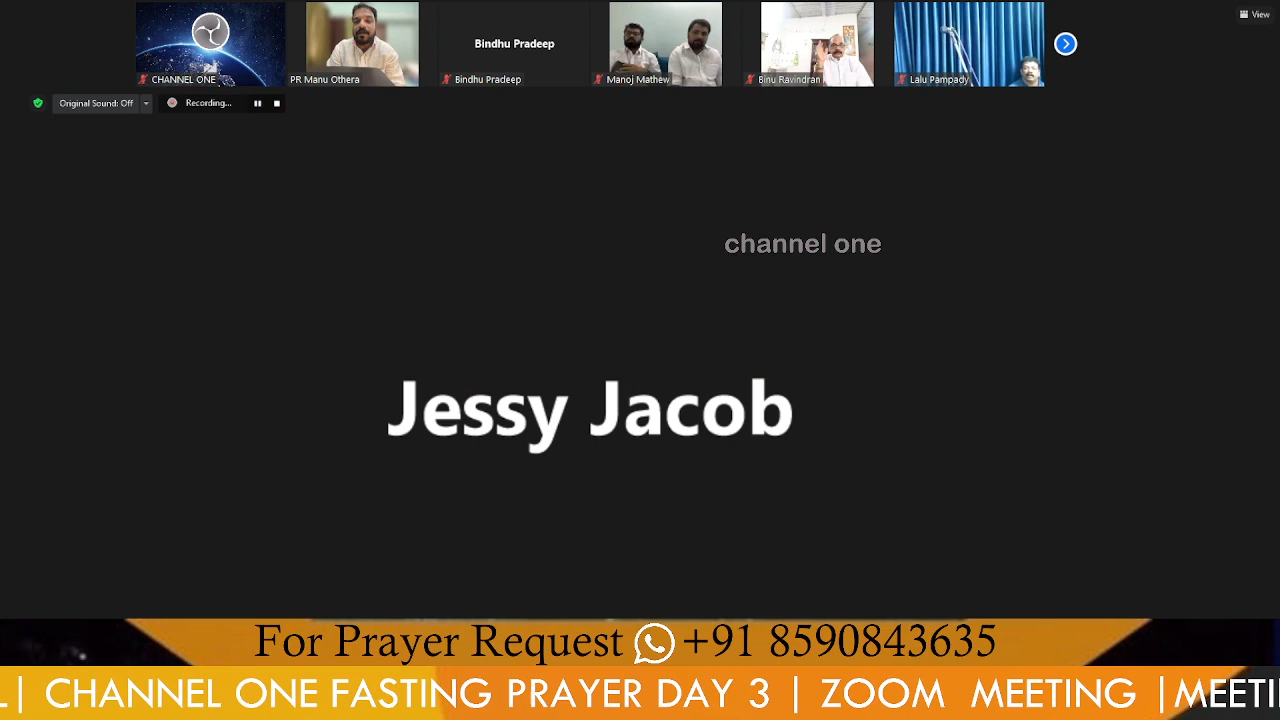 View
Bindhu Pradeep
CHANNEL ONE
PR Manu Othera
Bindhu Pradeep
Manoj Mathew
Binu Ravindran
Lalu Pampady
Original Sound: Off
Recording...
channel one
Jessy Jacob
For Prayer Request +91 8590843635
L| CHANNEL ONE FASTING PRAYER DAY 3 | ZOOM MEETING |MEETI